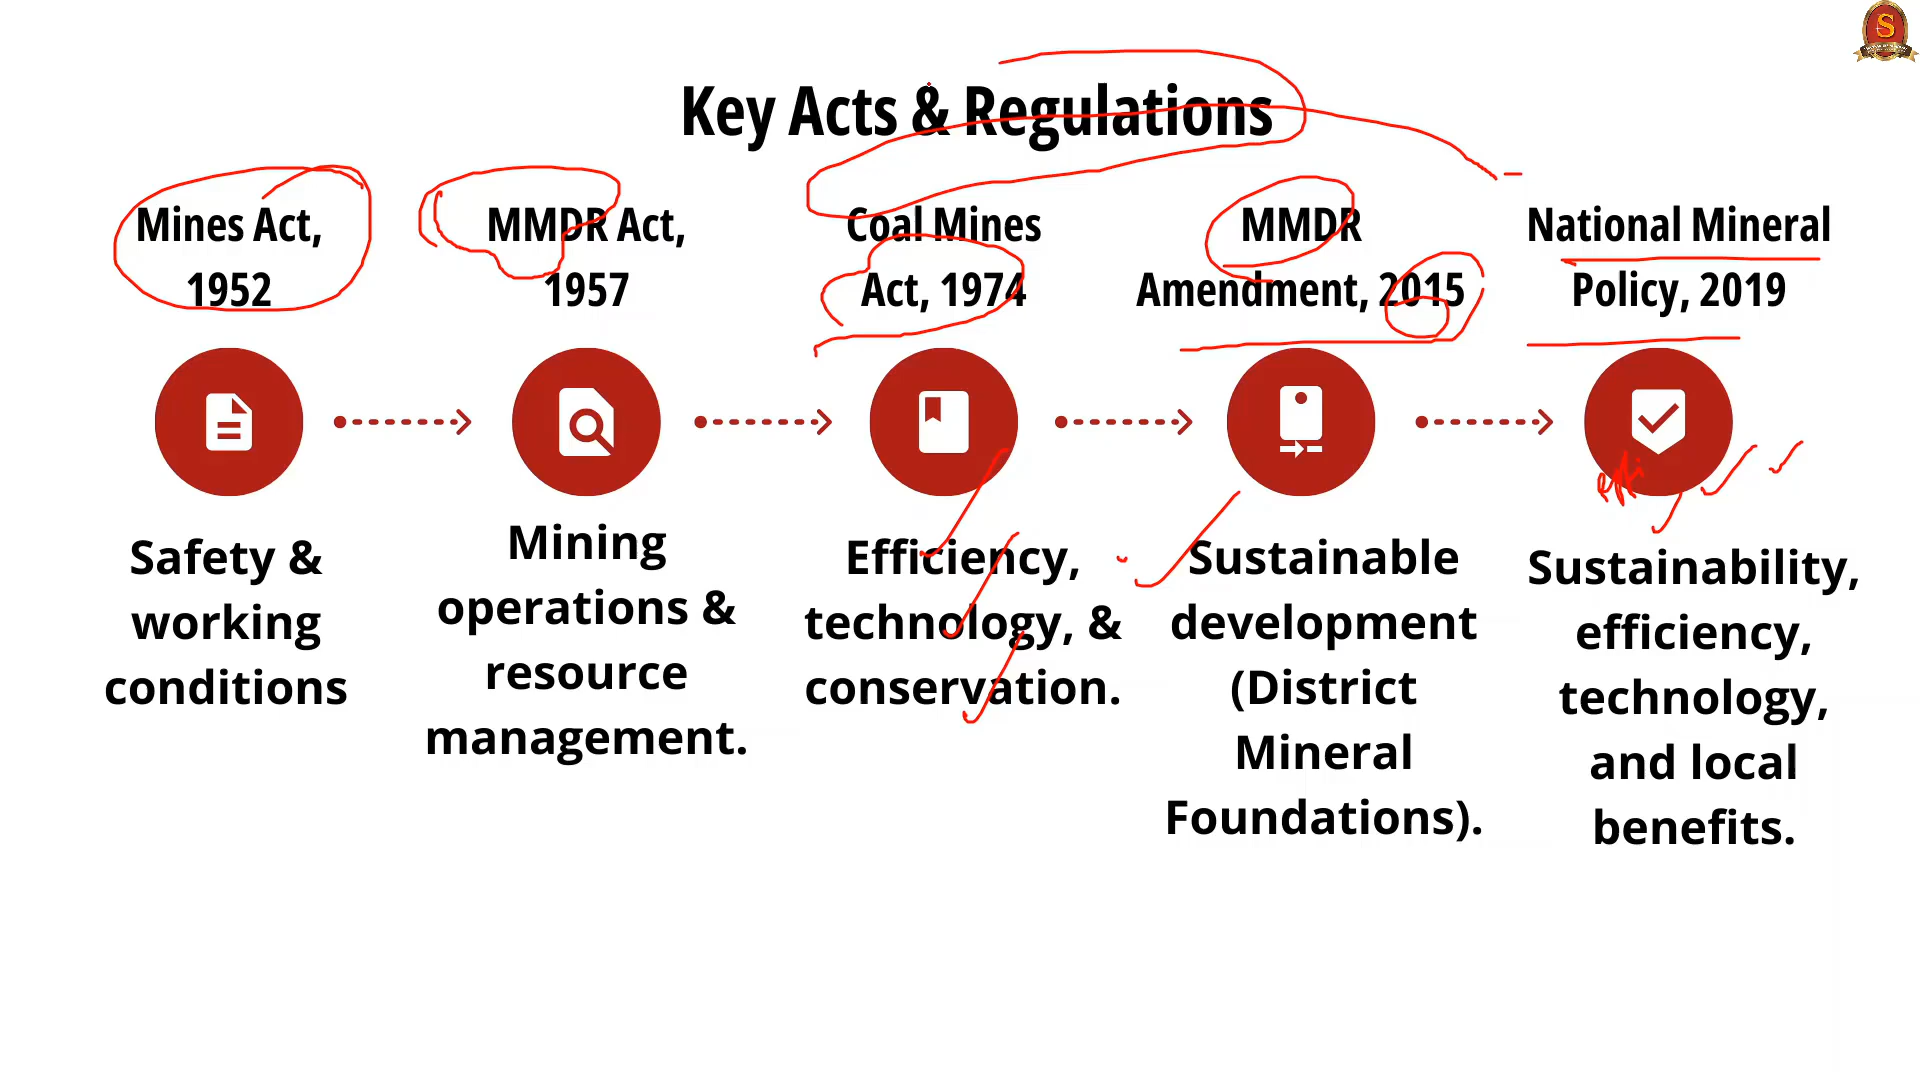 Key Acts & Regulations
Mines Act,
1952
MMDR Act,
1957
Coal Mines
Act, 1974
MMDR
Amendment, 2015
National Mineral
Policy, 2019
effi
Safety &
working
conditions
Mining
operations &
resource
management.
Efficiency,
technology, &
conservation.
Sustainable
development
(District
Mineral
Foundations).
Sustainability,
efficiency,
technology,
and local
benefits.
S